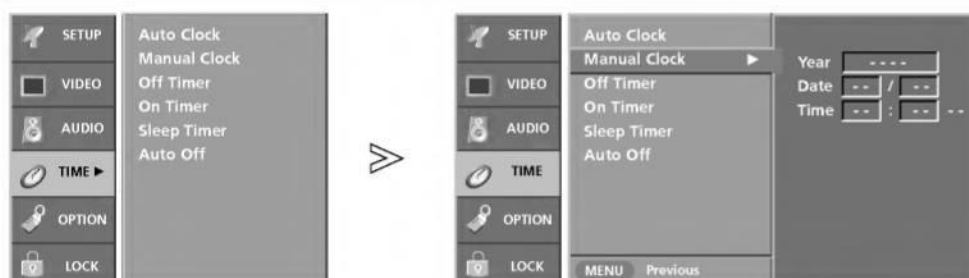 SETUP
VIDEO
AUDIO
TIME ►
OPTION
LOCK
Auto Clock
Manual Clock
Off Timer
On Timer
Sleep Timer
Auto Off
SETUP
VIDEO
AUDIO
TIME
OPTION
LOCK
Auto Clock
Manual Clock ►
Off Timer
On Timer
Sleep Timer
Auto Off
MENU Previous
Year - - - -
Date - - / - -
Time - - : - - - -